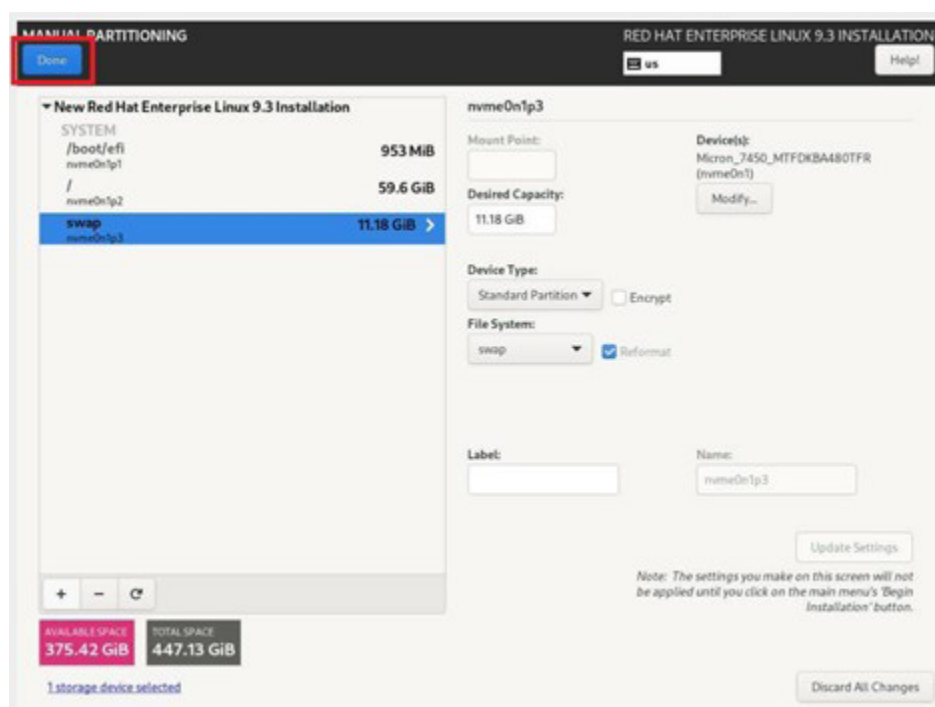 MANUAL PARTITIONING
RED HAT ENTERPRISE LINUX 9.3 INSTALLATION
Done
us
Help!
New Red Hat Enterprise Linux 9.3 Installation
SYSTEM
/boot/efi 953 MiB
nvme0n1p1
/ 59.6 GiB
nvme0n1p2
swap 11.18 GiB
nvme0n1p3
nvme0n1p3
Mount Point:
Desired Capacity:
11.18 GiB
Device(s):
Micron_7450_MTFDKBA480TFR
(nvme0n1)
Modify...
Device Type:
Standard Partition
Encrypt
File System:
swap
Reformat
Label:
Name:
nvme0n1p3
Update Settings
Note: The settings you make on this screen will not
be applied until you click on the main menu's 'Begin
Installation' button.
+ −
AVAILABLE SPACE
375.42 GiB
TOTAL SPACE
447.13 GiB
1 storage device selected
Discard All Changes